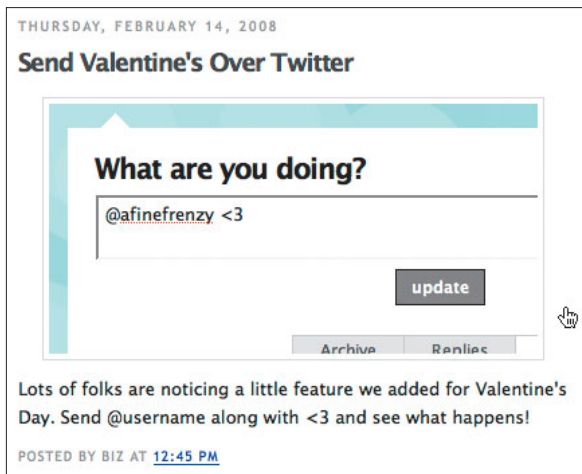 THURSDAY, FEBRUARY 14, 2008
Send Valentine's Over Twitter
What are you doing?
@afinefrenzy <3
update
Archive Replies
Lots of folks are noticing a little feature we added for Valentine's
Day. Send @username along with <3 and see what happens!
POSTED BY BIZ AT 12:45 PM